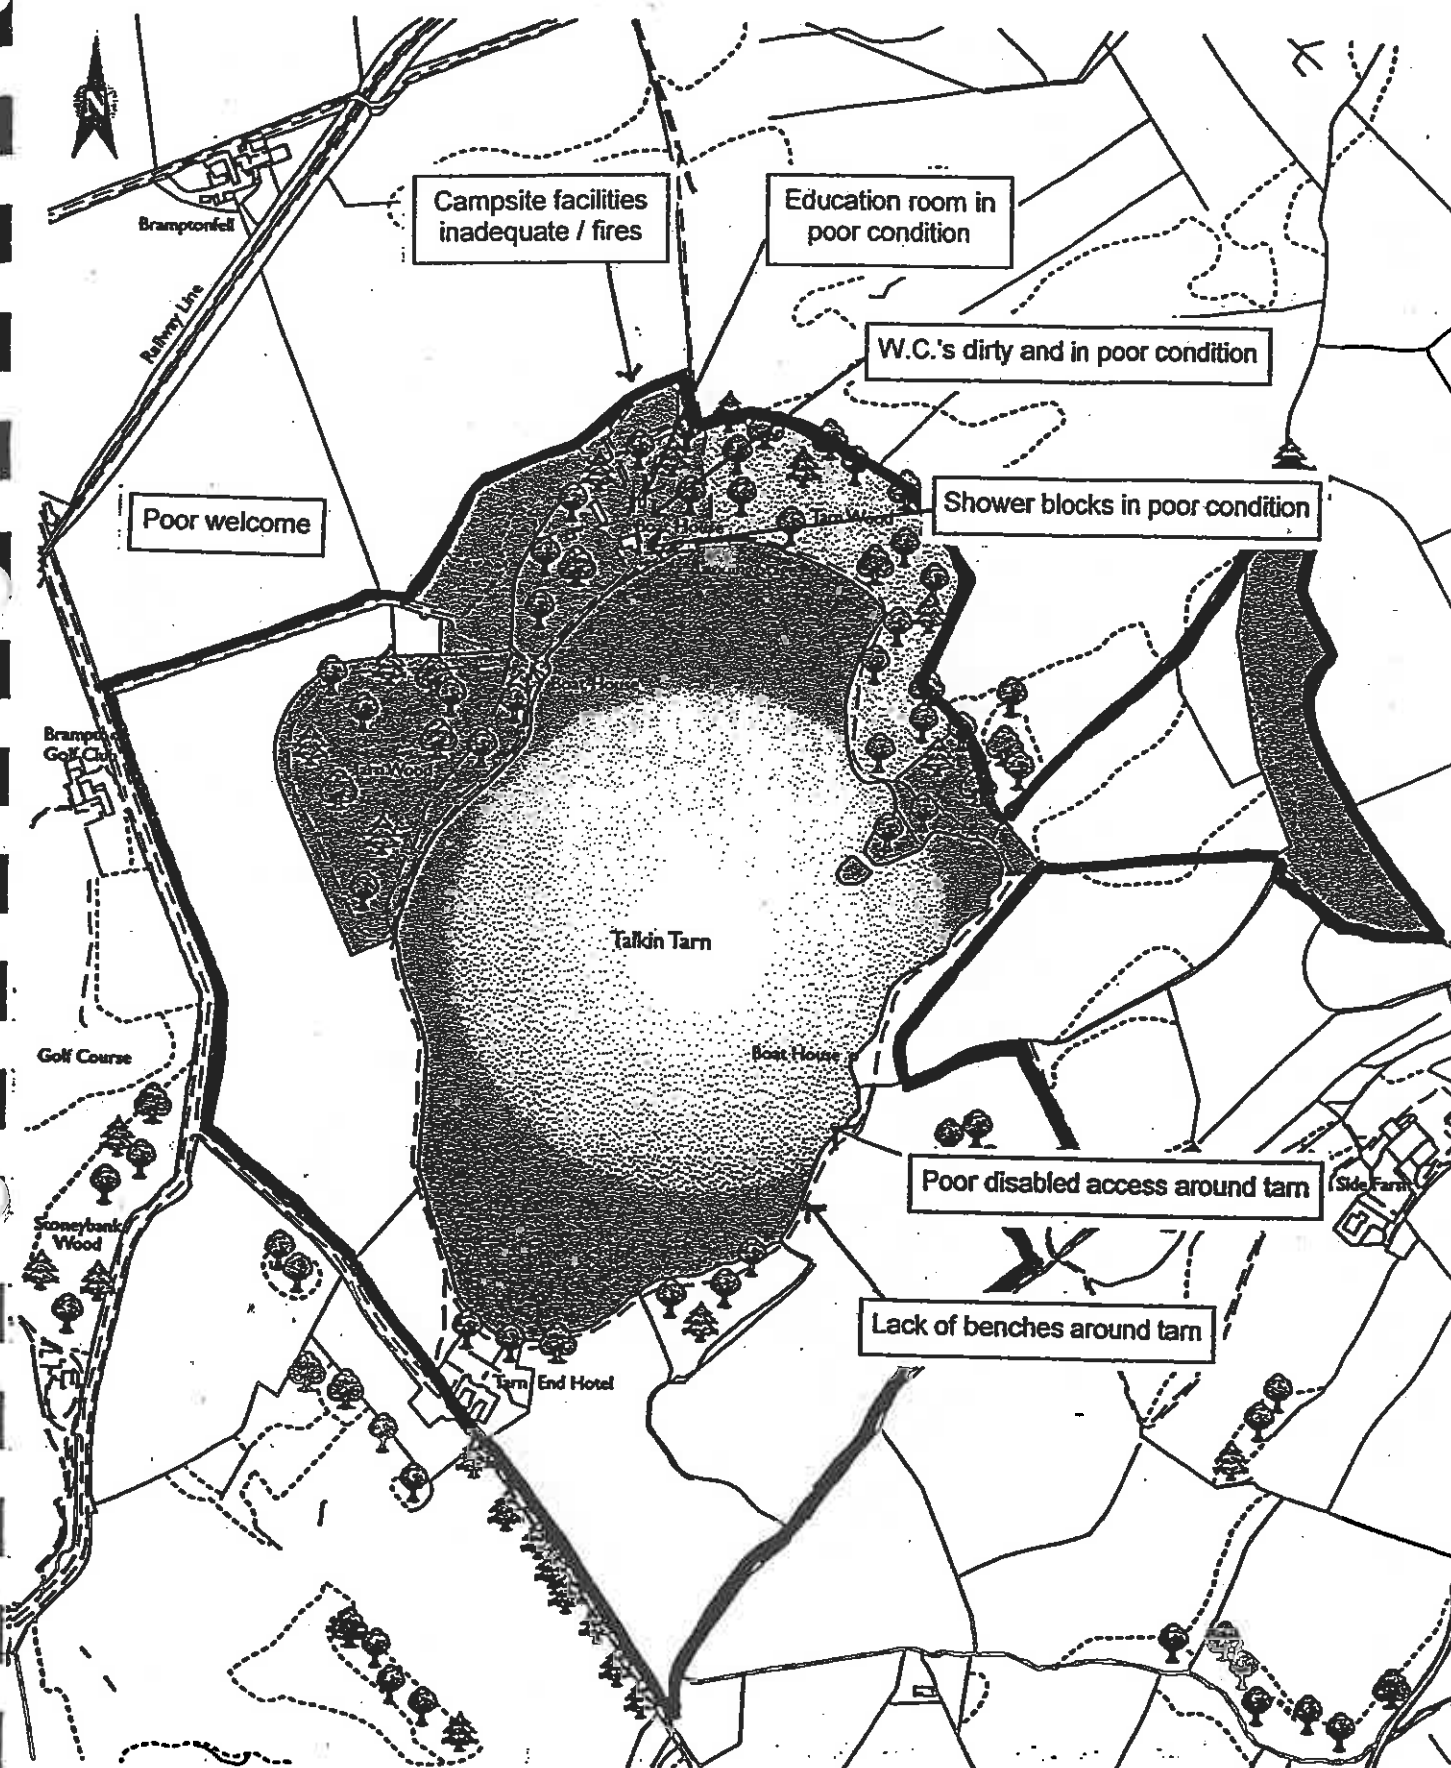 N
Campsite facilities
inadequate / fires
Education room in
poor condition
Bramptonfell
Railway Line
W.C.'s dirty and in poor condition
Poor welcome
Shower blocks in poor condition
Boat House
Tarn Wood
Brampton
Golf Club
Tarn Wood
Talkin Tarn
Boat House
Golf Course
Poor disabled access around tarn
Side Farm
Stoneybank
Wood
Lack of benches around tarn
Tarn End Hotel